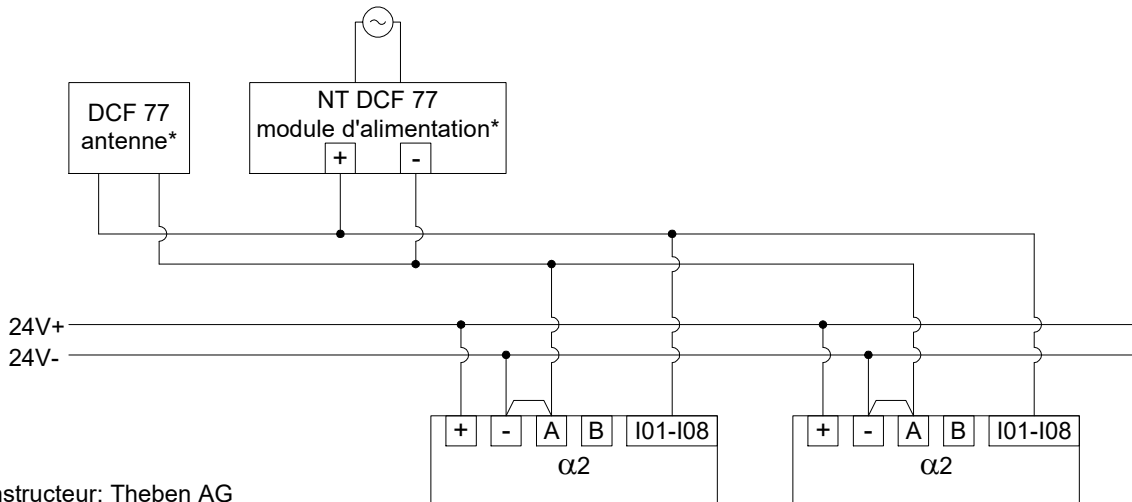 DCF 77
antenne*
NT DCF 77
module d'alimentation*
+ -
24V+
24V-
+ - A B I01-I08
α2
+ - A B I01-I08
α2
nstructeur: Theben AG